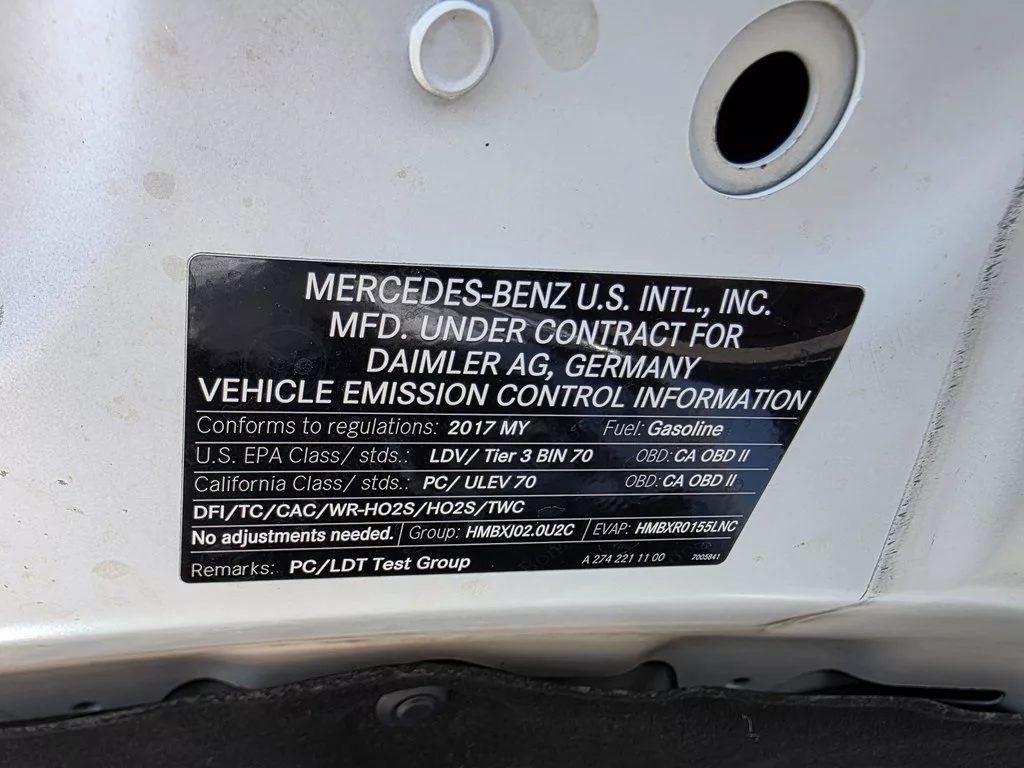 MERCEDES-BENZ U.S. INTL., INC.
MFD. UNDER CONTRACT FOR
DAIMLER AG, GERMANY
VEHICLE EMISSION CONTROL INFORMATION
Conforms to regulations: 2017 MY Fuel: Gasoline
U.S. EPA Class/ stds.: LDV/ Tier 3 BIN 70 OBD: CA OBD II
California Class/ stds.: PC/ ULEV 70 OBD: CA OBD II
DFI/TC/CAC/WR-HO2S/HO2S/TWC
No adjustments needed. Group: HMBXJ02.0U2C EVAP: HMBXR0155LNC
Remarks: PC/LDT Test Group A 274 221 11 00 7005841